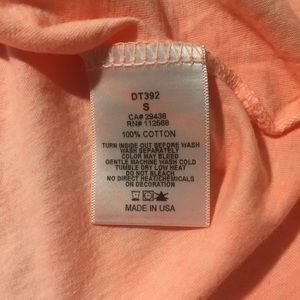 DT392
S
CA# 29438
RN# 112568
100% COTTON
TURN INSIDE OUT BEFORE WASH
WASH SEPARATELY
COLOR MAY BLEED
GENTLE MACHINE WASH COLD
TUMBLE DRY LOW HEAT
DO NOT BLEACH
NO DIRECT HEAT/CHEMICALS
ON DECORATION
MADE IN USA